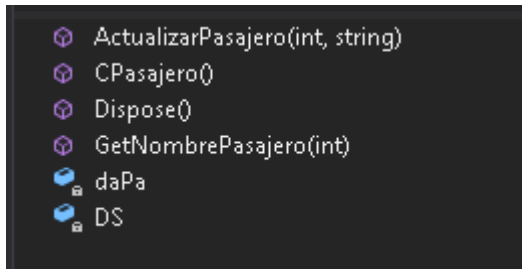 ActualizarPasajero(int, string)
CPasajero()
Dispose()
GetNombrePasajero(int)
daPa
DS